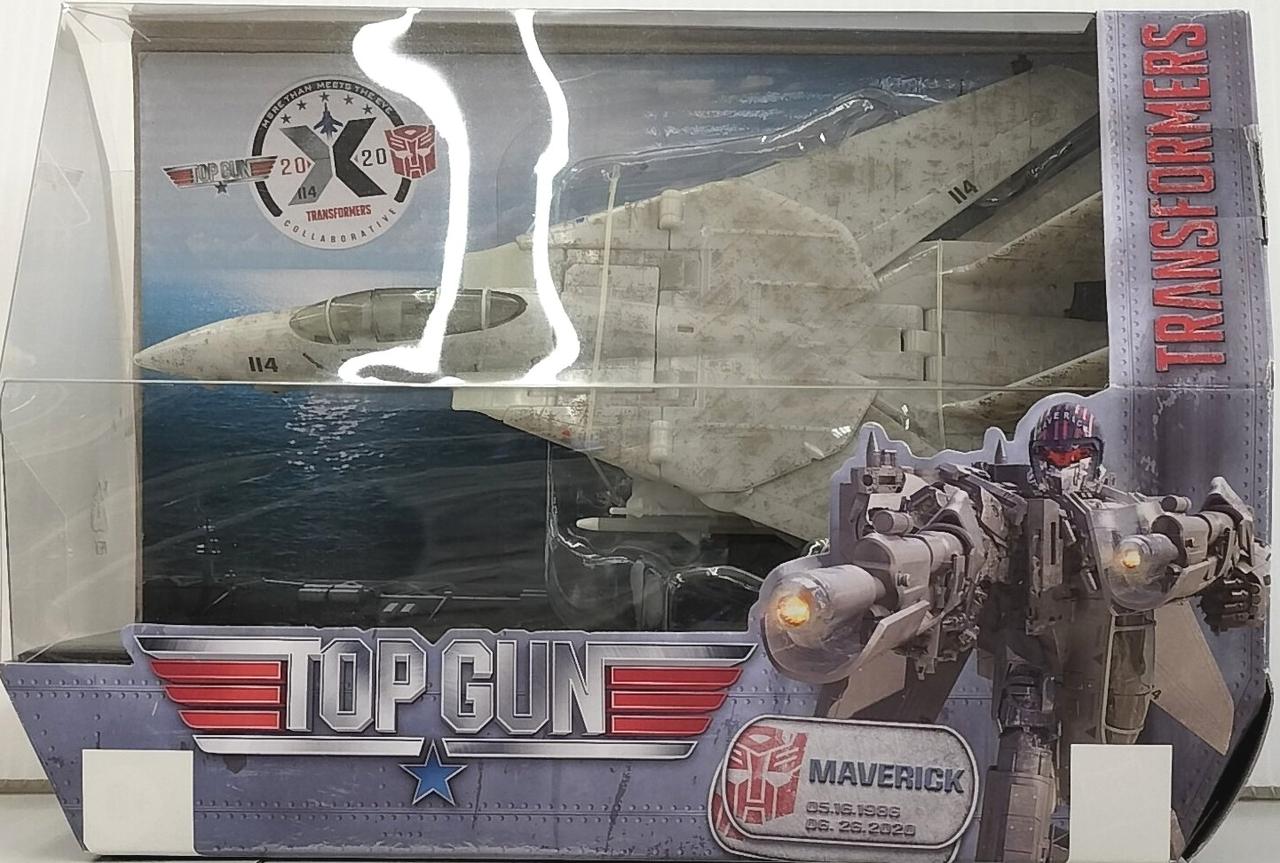 MORE THAN MEETS THE EYE
TOP GUN
20 20
114
TRANSFORMERS
COLLABORATIVE
114
114
TRANSFORMERS
TOP GUN
MAVERICK
05.16.1986
06.26.2020